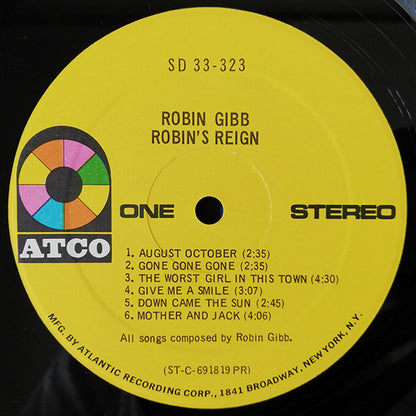 SD 33-323
ROBIN GIBB
ROBIN'S REIGN
ATCO
ONE
STEREO
1. AUGUST OCTOBER (2:35)
2. GONE GONE GONE (2:35)
3. THE WORST GIRL IN THIS TOWN (4:30)
4. GIVE ME A SMILE (3:07)
5. DOWN CAME THE SUN (2:45)
6. MOTHER AND JACK (4:06)
All songs composed by Robin Gibb.
(ST-C-691819 PR)
MFG. BY ATLANTIC RECORDING CORP., 1841 BROADWAY, NEW YORK, N.Y.